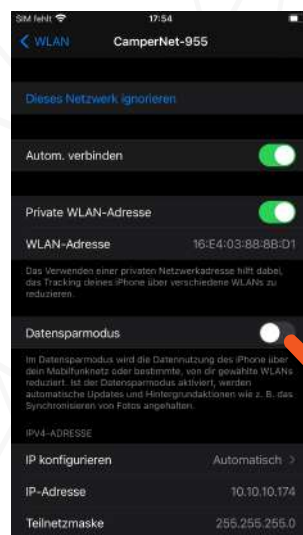 SIM fehlt 17:54
WLAN CamperNet-955
Dieses Netzwerk ignorieren
Autom. verbinden
Private WLAN-Adresse
WLAN-Adresse 16:E4:03:88:8B:D1
Das Verwenden einer privaten Netzwerkadresse hilft dabei,
das Tracking deines iPhone über verschiedene WLANs zu
reduzieren.
Datensparmodus
Im Datensparmodus wird die Datennutzung des iPhone über
dein Mobilfunknetz oder bestimmte, von dir gewählte WLANs
reduziert. Ist der Datensparmodus aktiviert, werden
automatische Updates und Hintergrundaktionen wie z. B. das
Synchronisieren von Fotos angehalten.
IPV4-ADRESSE
IP konfigurieren Automatisch >
IP-Adresse 10.10.10.174
Teilnetzmaske 255.255.255.0